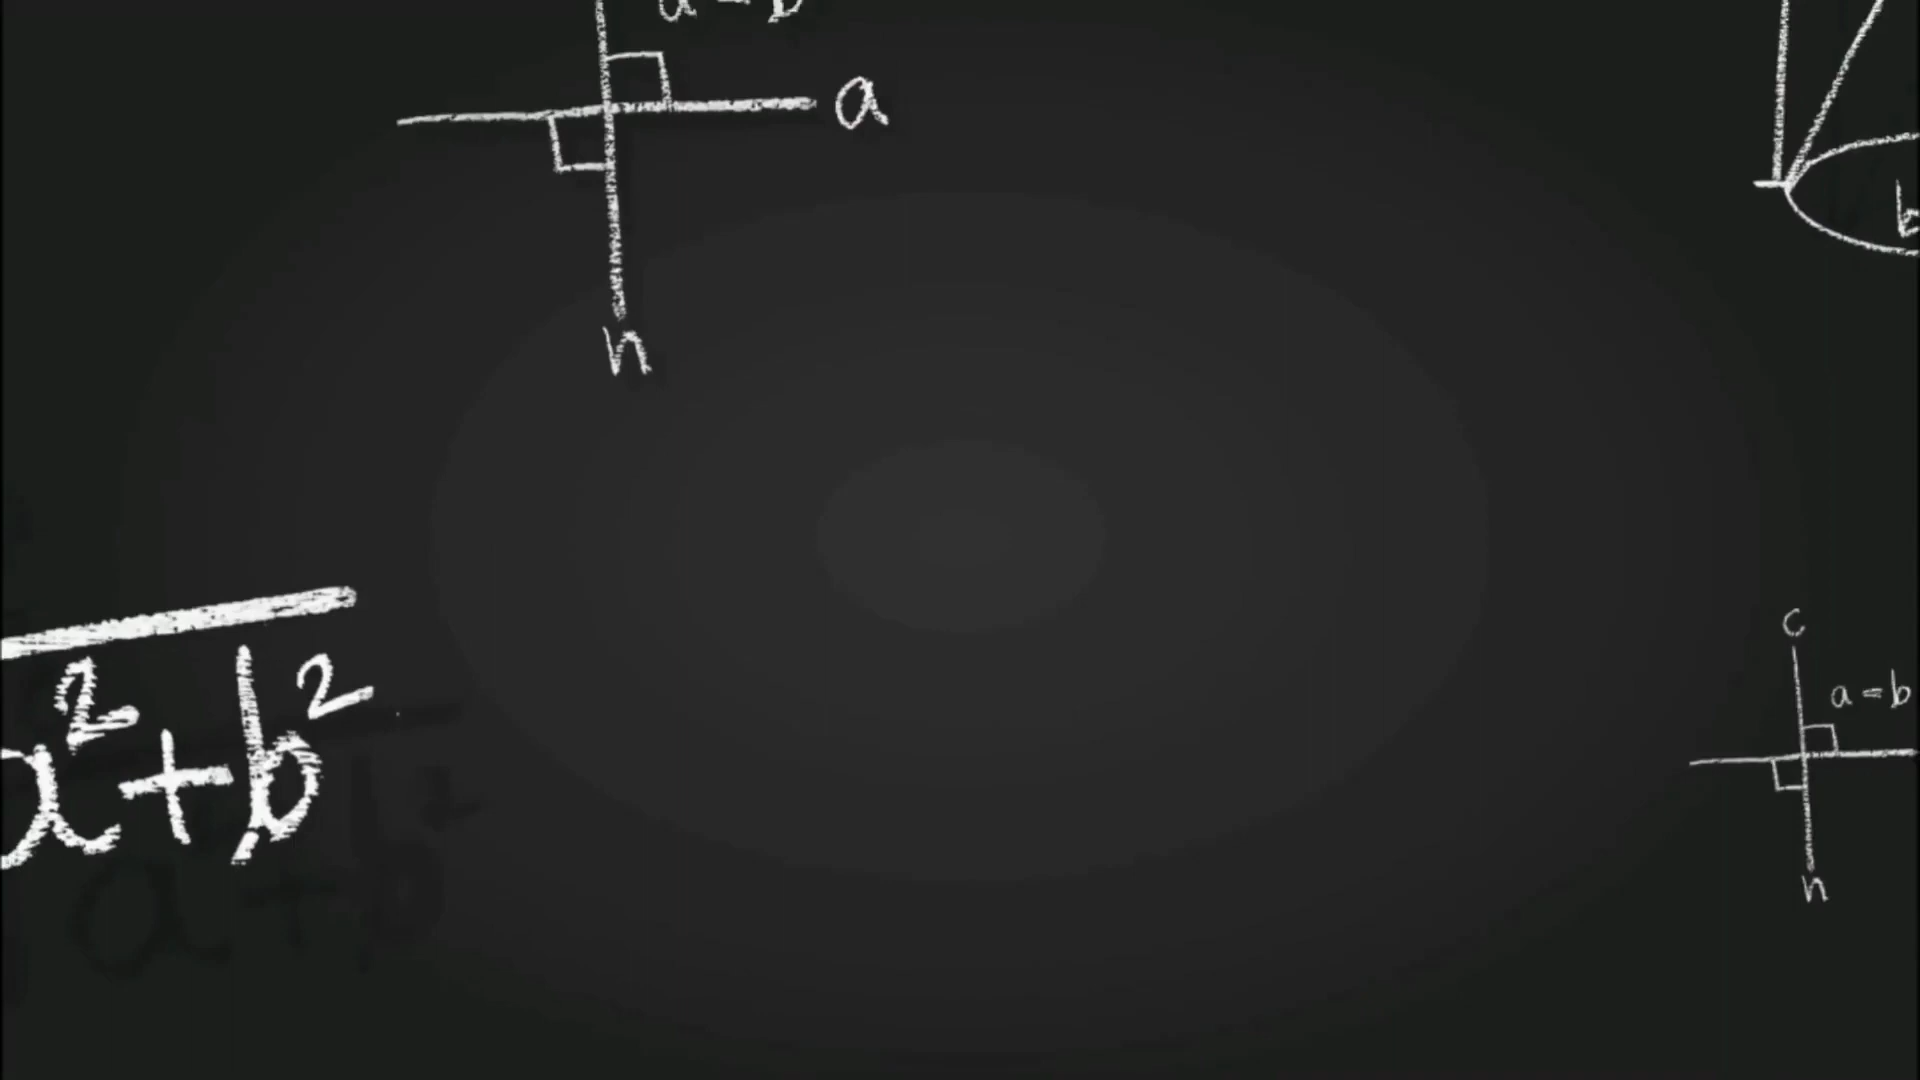 a = b
a
n
b
a²+b²
c
a = b
n